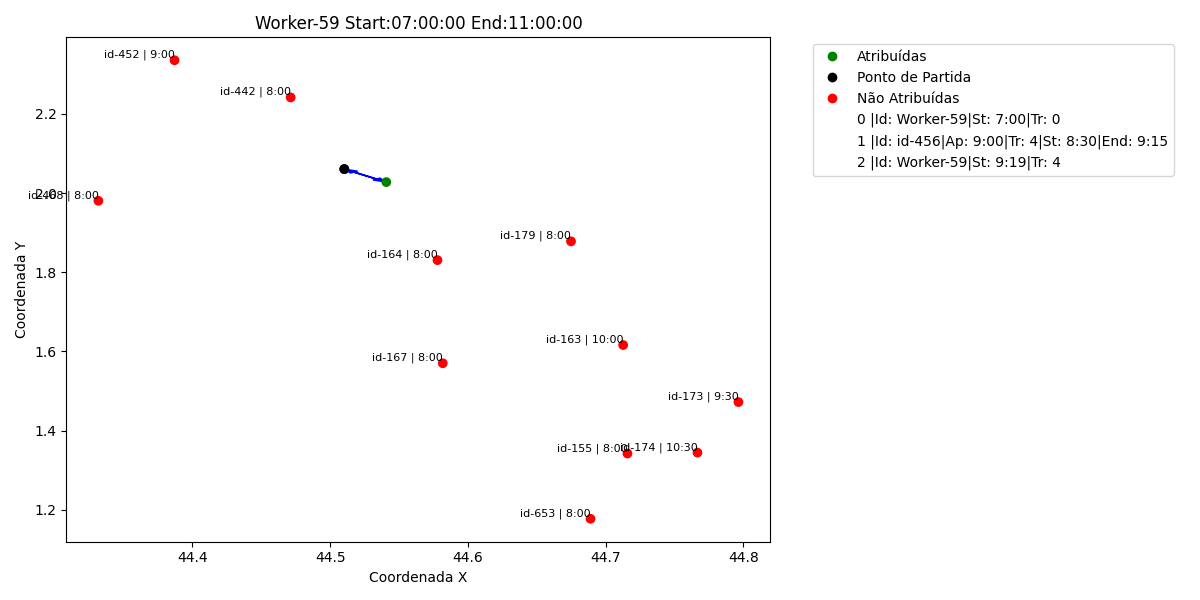 Worker-59 Start:07:00:00 End:11:00:00
id-452 | 9:00
id-442 | 8:00
id-468 | 8:00
id-179 | 8:00
id-164 | 8:00
id-163 | 10:00
id-167 | 8:00
id-173 | 9:30
id-155 | 8:00
id-174 | 10:30
id-653 | 8:00
2.2
2.0
1.8
1.6
1.4
1.2
Coordenada Y
44.4 44.5 44.6 44.7 44.8
Coordenada X
Atribuídas
Ponto de Partida
Não Atribuídas
0 |Id: Worker-59|St: 7:00|Tr: 0
1 |Id: id-456|Ap: 9:00|Tr: 4|St: 8:30|End: 9:15
2 |Id: Worker-59|St: 9:19|Tr: 4